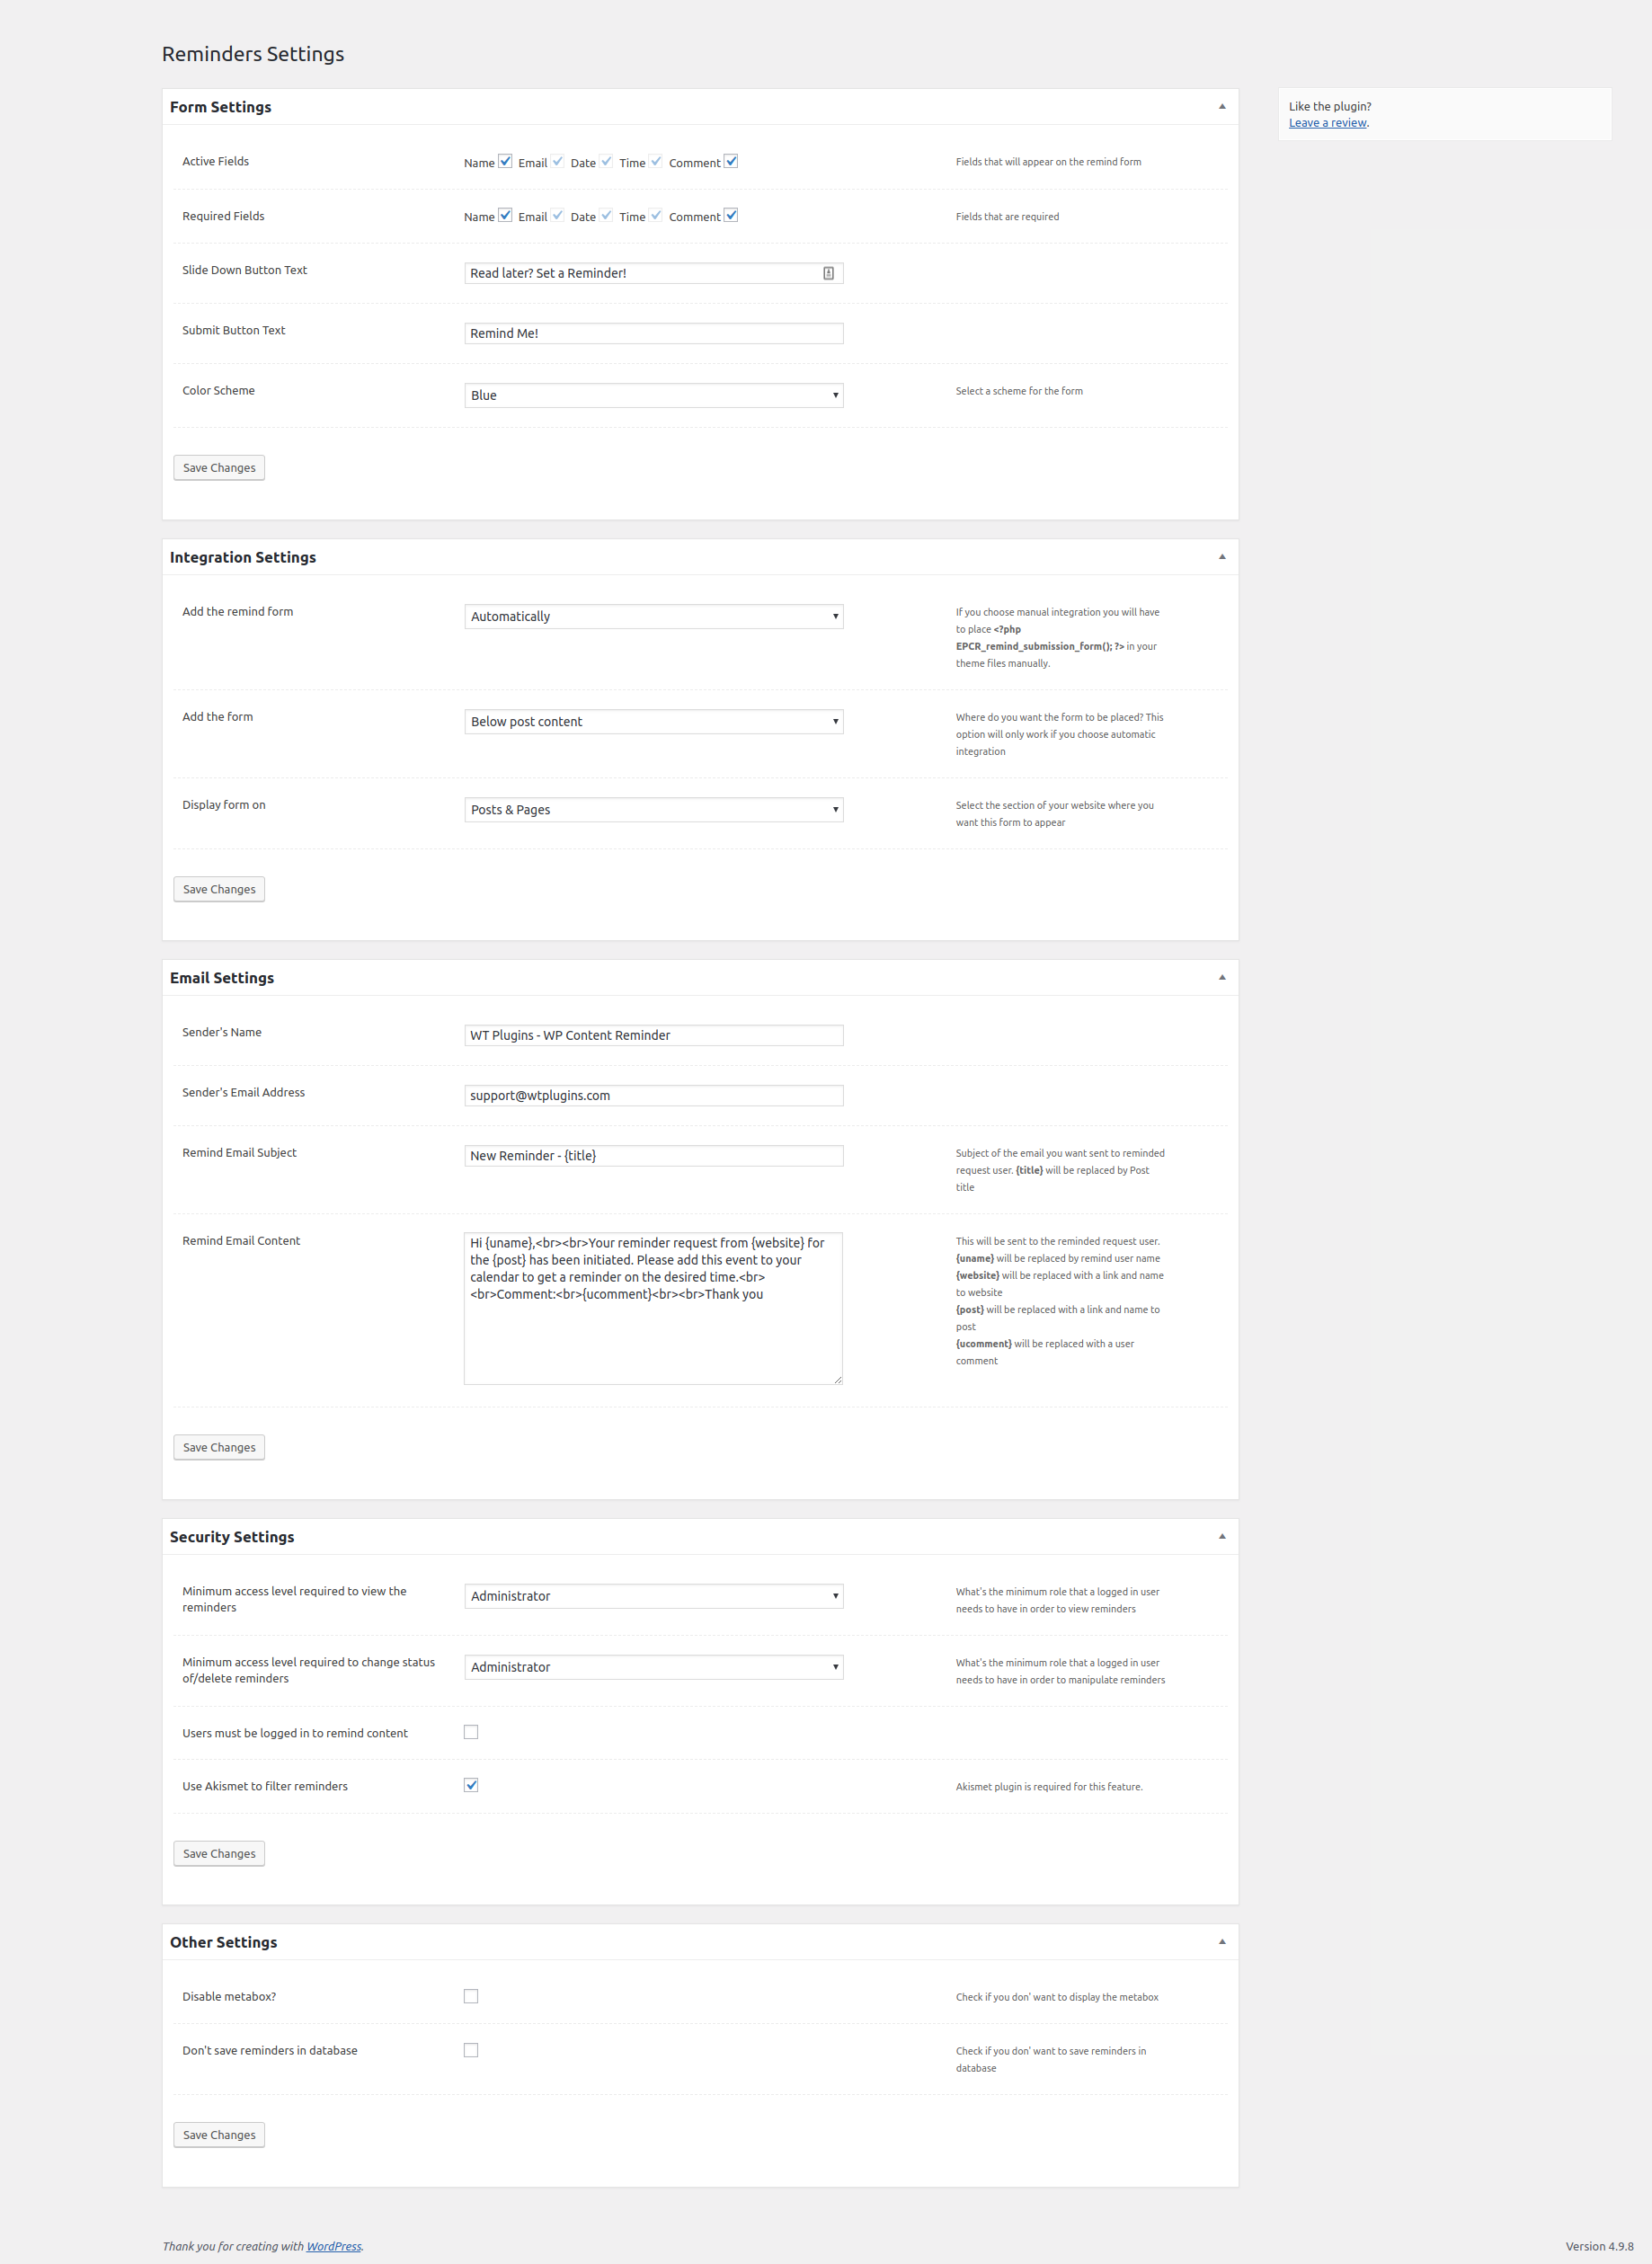 Reminders Settings
Form Settings
Like the plugin?
Leave a review.
Active Fields
Name Email Date Time Comment
Fields that will appear on the remind form
Required Fields
Name Email Date Time Comment
Fields that are required
Slide Down Button Text
Read later? Set a Reminder!
Submit Button Text
Remind Me!
Color Scheme
Blue
Select a scheme for the form
Save Changes
Integration Settings
Add the remind form
Automatically
If you choose manual integration you will have
to place <?php
EPCR_remind_submission_form(); ?> in your
theme files manually.
Add the form
Below post content
Where do you want the form to be placed? This
option will only work if you choose automatic
integration
Display form on
Posts & Pages
Select the section of your website where you
want this form to appear
Save Changes
Email Settings
Sender's Name
WT Plugins - WP Content Reminder
Sender's Email Address
support@wtplugins.com
Remind Email Subject
New Reminder - {title}
Subject of the email you want sent to reminded
request user. {title} will be replaced by Post
title
Remind Email Content
Hi {uname},<br><br>Your reminder request from {website} for
the {post} has been initiated. Please add this event to your
calendar to get a reminder on the desired time.<br>
<br>Comment:<br>{ucomment}<br><br>Thank you
This will be sent to the reminded request user.
{uname} will be replaced by remind user name
{website} will be replaced with a link and name
to website
{post} will be replaced with a link and name to
post
{ucomment} will be replaced with a user
comment
Save Changes
Security Settings
Minimum access level required to view the
reminders
Administrator
What's the minimum role that a logged in user
needs to have in order to view reminders
Minimum access level required to change status
of/delete reminders
Administrator
What's the minimum role that a logged in user
needs to have in order to manipulate reminders
Users must be logged in to remind content
Use Akismet to filter reminders
Akismet plugin is required for this feature.
Save Changes
Other Settings
Disable metabox?
Check if you don' want to display the metabox
Don't save reminders in database
Check if you don' want to save reminders in
database
Save Changes
Thank you for creating with WordPress.
Version 4.9.8